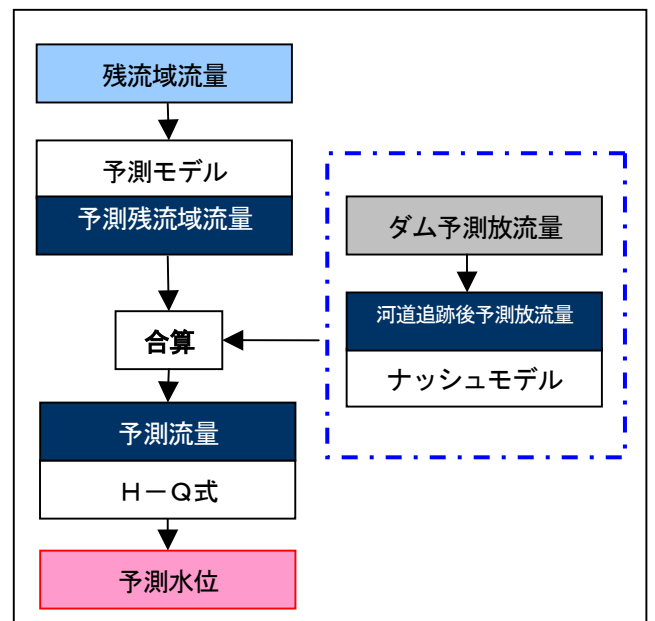 残流域流量
予測モデル
予測残流域流量
ダム予測放流量
河道追跡後予測放流量
ナッシュモデル
合算
予測流量
H－Q式
予測水位